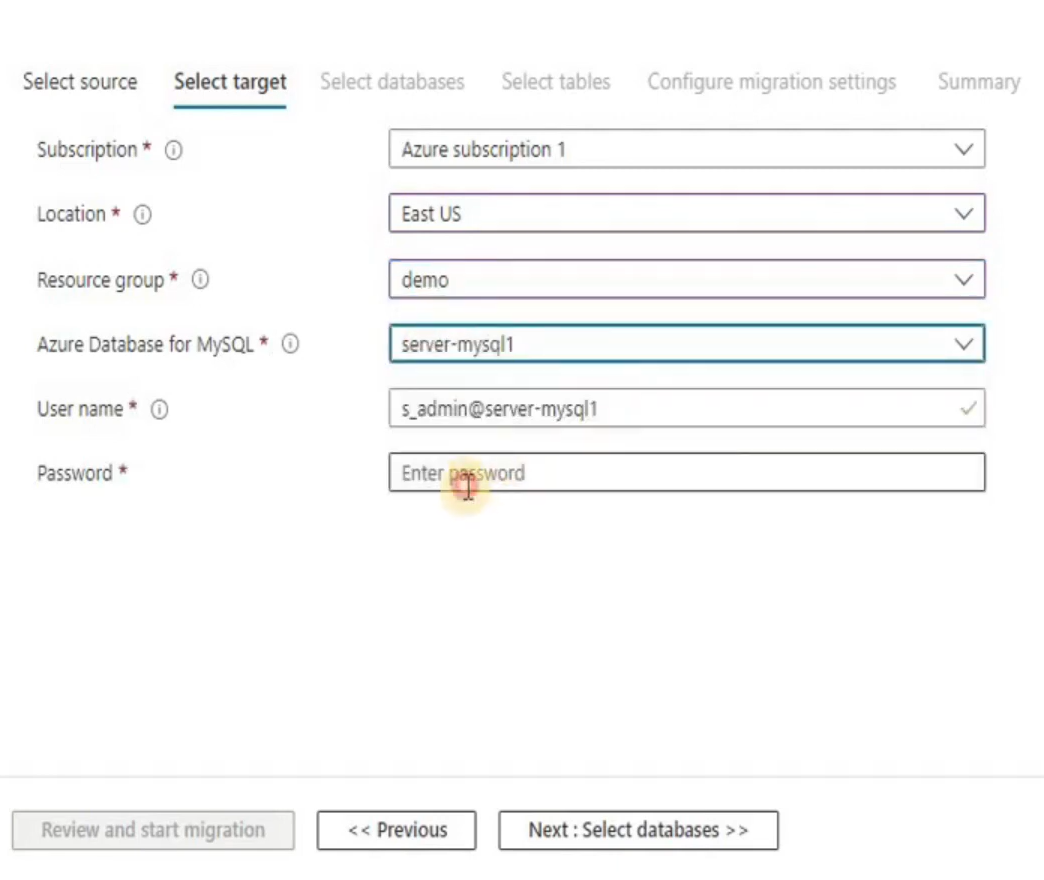 Select source Select target Select databases Select tables Configure migration settings Summary
Subscription * Azure subscription 1
Location * East US
Resource group * demo
Azure Database for MySQL * server-mysql1
User name * s_admin@server-mysql1
Password * Enter password
Review and start migration << Previous Next : Select databases >>